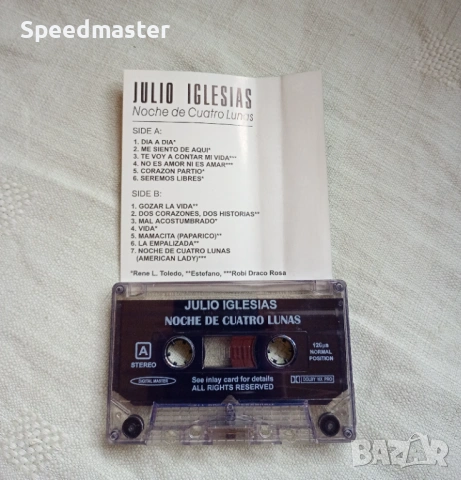 Speedmaster
JULIO IGLESIAS
Noche de Cuatro Lunas
SIDE A:
1. DIA A DIA*
2. ME SIENTO DE AQUI*
3. TE VOY A CONTAR MI VIDA***
4. NO ES AMOR NI ES AMAR***
5. CORAZON PARTIO*
6. SEREMOS LIBRES*
SIDE B:
1. GOZAR LA VIDA**
2. DOS CORAZONES, DOS HISTORIAS**
3. MAL ACOSTUMBRADO*
4. VIDA*
5. MAMACITA (PAPARICO)**
6. LA EMPALIZADA**
7. NOCHE DE CUATRO LUNAS
(AMERICAN LADY)***
*Rene L. Toledo, **Estefano, ***Robi Draco Rosa
JULIO IGLESIAS
NOCHE DE CUATRO LUNAS
A
STEREO
120µs
NORMAL
POSITION
DIGITAL MASTER
See inlay card for details
ALL RIGHTS RESERVED
HX PRO
BAZAR